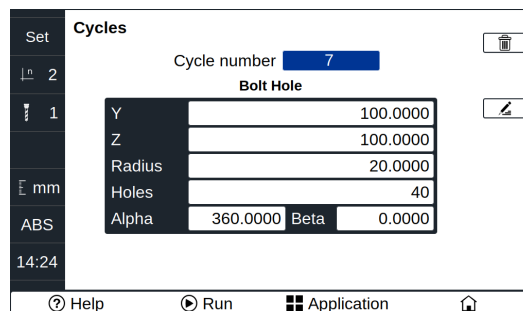 Set
Cycles
Cycle number 7
n 2
Bolt Hole
1
Y 100.0000
Z 100.0000
Radius 20.0000
Holes 40
Alpha 360.0000 Beta 0.0000
mm
ABS
14:24
? Help Run Application